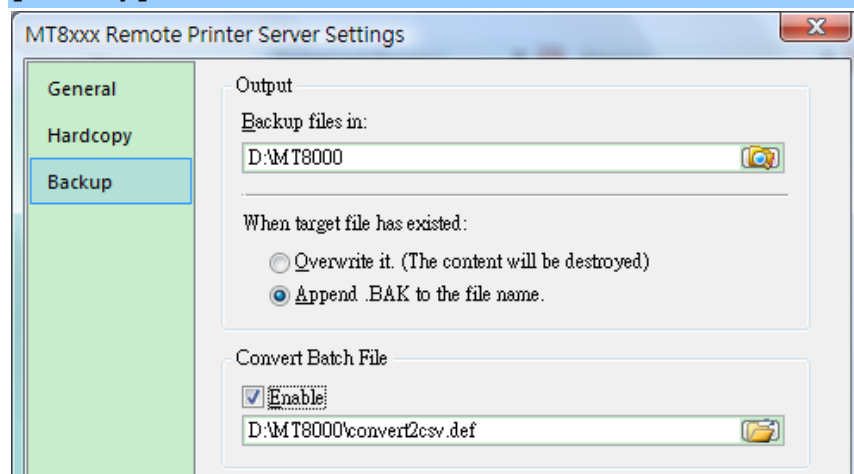 MT8xxx Remote Printer Server Settings
General
Hardcopy
Backup
Output
Backup files in:
D:\MT8000
When target file has existed:
Overwrite it. (The content will be destroyed)
Append .BAK to the file name.
Convert Batch File
Enable
D:\MT8000\convert2csv.def